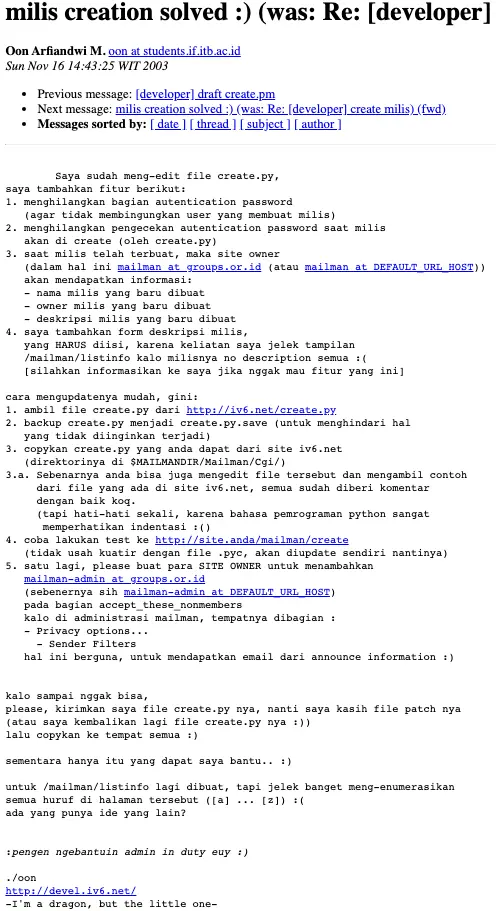 milis creation solved :) (was: Re: [developer]
Oon Arfiandwi M. oon at students.if.itb.ac.id
Sun Nov 16 14:43:25 WIT 2003
Previous message: [developer] draft create.pm
Next message: milis creation solved :) (was: Re: [developer] create milis) (fwd)
Messages sorted by: [ date ] [ thread ] [ subject ] [ author ]
Saya sudah meng-edit file create.py,
saya tambahkan fitur berikut:
1. menghilangkan bagian autentication password
(agar tidak membingungkan user yang membuat milis)
2. menghilangkan pengecekan autentication password saat milis
akan di create (oleh create.py)
3. saat milis telah terbuat, maka site owner
(dalam hal ini mailman at groups.or.id (atau mailman at DEFAULT_URL_HOST))
akan mendapatkan informasi:
- nama milis yang baru dibuat
- owner milis yang baru dibuat
- deskripsi milis yang baru dibuat
4. saya tambahkan form deskripsi milis,
yang HARUS diisi, karena keliatan saya jelek tampilan
/mailman/listinfo kalo milisnya no description semua :(
[silahkan informasikan ke saya jika nggak mau fitur yang ini]
cara mengupdatenya mudah, gini:
1. ambil file create.py dari http://iv6.net/create.py
2. backup create.py menjadi create.py.save (untuk menghindari hal
yang tidak diinginkan terjadi)
3. copykan create.py yang anda dapat dari site iv6.net
(direktorinya di $MAILMANDIR/Mailman/Cgi/)
3.a. Sebenarnya anda bisa juga mengedit file tersebut dan mengambil contoh
dari file yang ada di site iv6.net, semua sudah diberi komentar
dengan baik koq.
(tapi hati-hati sekali, karena bahasa pemrograman python sangat
memperhatikan indentasi :()
4. coba lakukan test ke http://site.anda/mailman/create
(tidak usah kuatir dengan file .pyc, akan diupdate sendiri nantinya)
5. satu lagi, please buat para SITE OWNER untuk menambahkan
mailman-admin at groups.or.id
(sebenernya sih mailman-admin at DEFAULT_URL_HOST)
pada bagian accept_these_nonmembers
kalo di administrasi mailman, tempatnya dibagian :
- Privacy options...
- Sender Filters
hal ini berguna, untuk mendapatkan email dari announce information :)
kalo sampai nggak bisa,
please, kirimkan saya file create.py nya, nanti saya kasih file patch nya
(atau saya kembalikan lagi file create.py nya :))
lalu copykan ke tempat semua :)
sementara hanya itu yang dapat saya bantu.. :)
untuk /mailman/listinfo lagi dibuat, tapi jelek banget meng-enumerasikan
semua huruf di halaman tersebut ([a] ... [z]) :(
ada yang punya ide yang lain?
:pengen ngebantuin admin in duty euy :)
./oon
http://devel.iv6.net/
-I'm a dragon, but the little one-